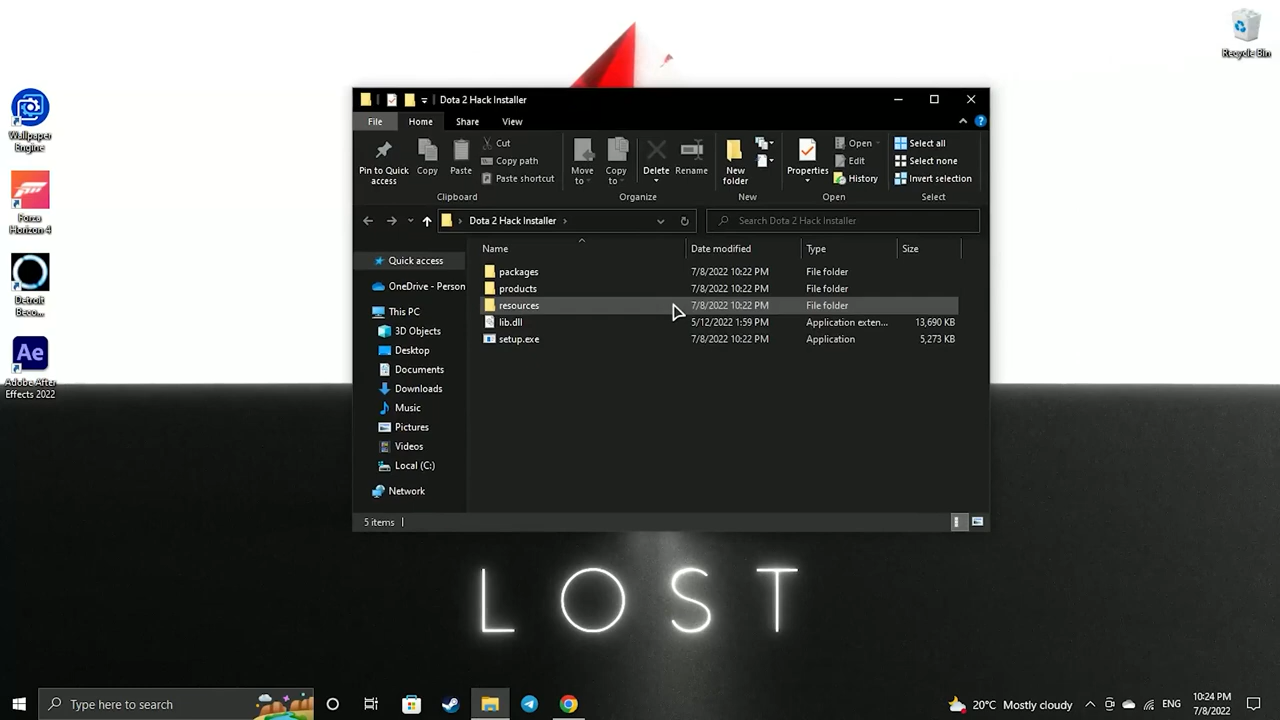 Recycle Bin
Wallpaper
Engine
Forza
Horizon 4
Detroit
Beco...
Ae
Adobe After
Effects 2022
Dota 2 Hack Installer
File Home Share View
Pin to Quick
access
Copy
Paste
Cut
Copy path
Paste shortcut
Clipboard
Move
to
Copy
to
Delete
Rename
Organize
New
folder
New
Properties
Open
Edit
History
Open
Select all
Select none
Invert selection
Select
Dota 2 Hack Installer
Search Dota 2 Hack Installer
Quick access
OneDrive - Person
This PC
3D Objects
Desktop
Documents
Downloads
Music
Pictures
Videos
Local (C:)
Network
Name Date modified Type Size
packages 7/8/2022 10:22 PM File folder
products 7/8/2022 10:22 PM File folder
resources 7/8/2022 10:22 PM File folder
lib.dll 5/12/2022 1:59 PM Application exten... 13,690 KB
setup.exe 7/8/2022 10:22 PM Application 5,273 KB
5 items
LOST
Type here to search
20°C Mostly cloudy
ENG
10:24 PM
7/8/2022